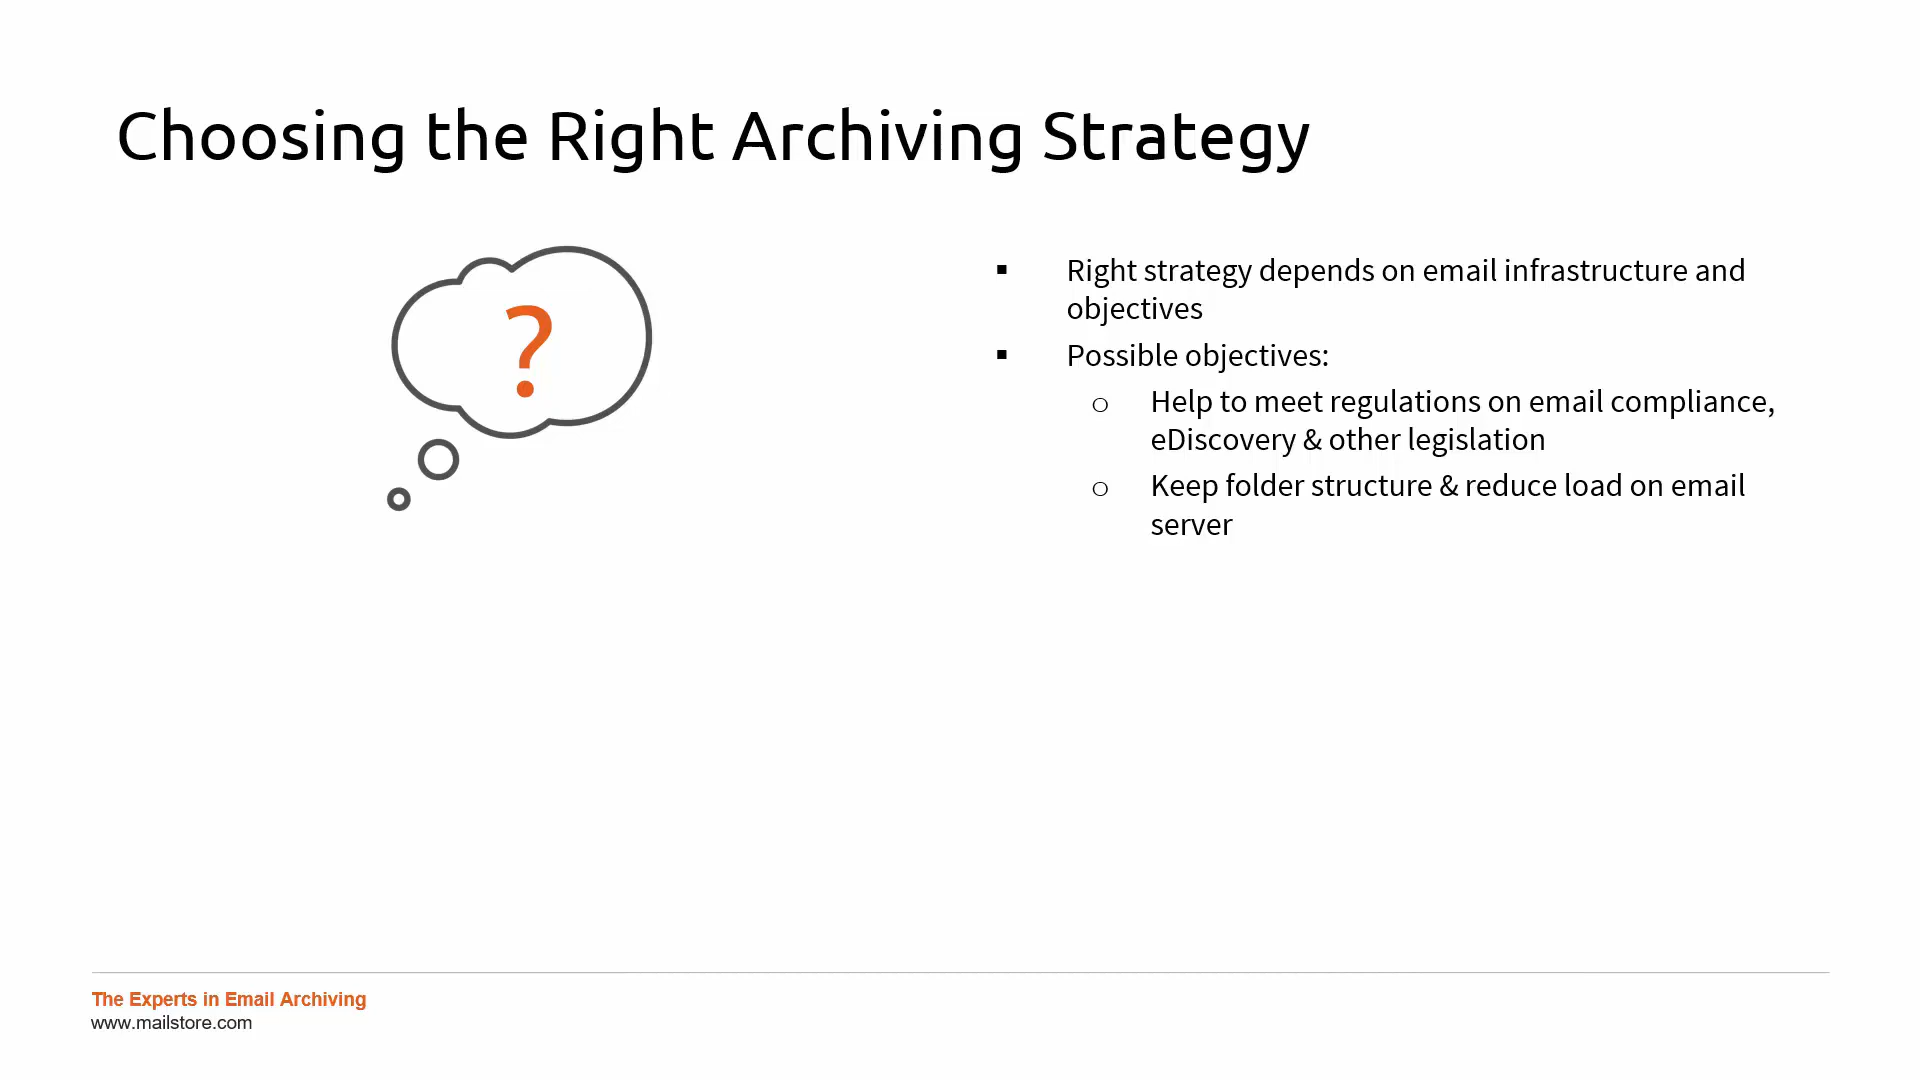 Choosing the Right Archiving Strategy
?
▪ Right strategy depends on email infrastructure and
objectives
▪ Possible objectives:
o Help to meet regulations on email compliance,
eDiscovery & other legislation
o Keep folder structure & reduce load on email
server
The Experts in Email Archiving
www.mailstore.com